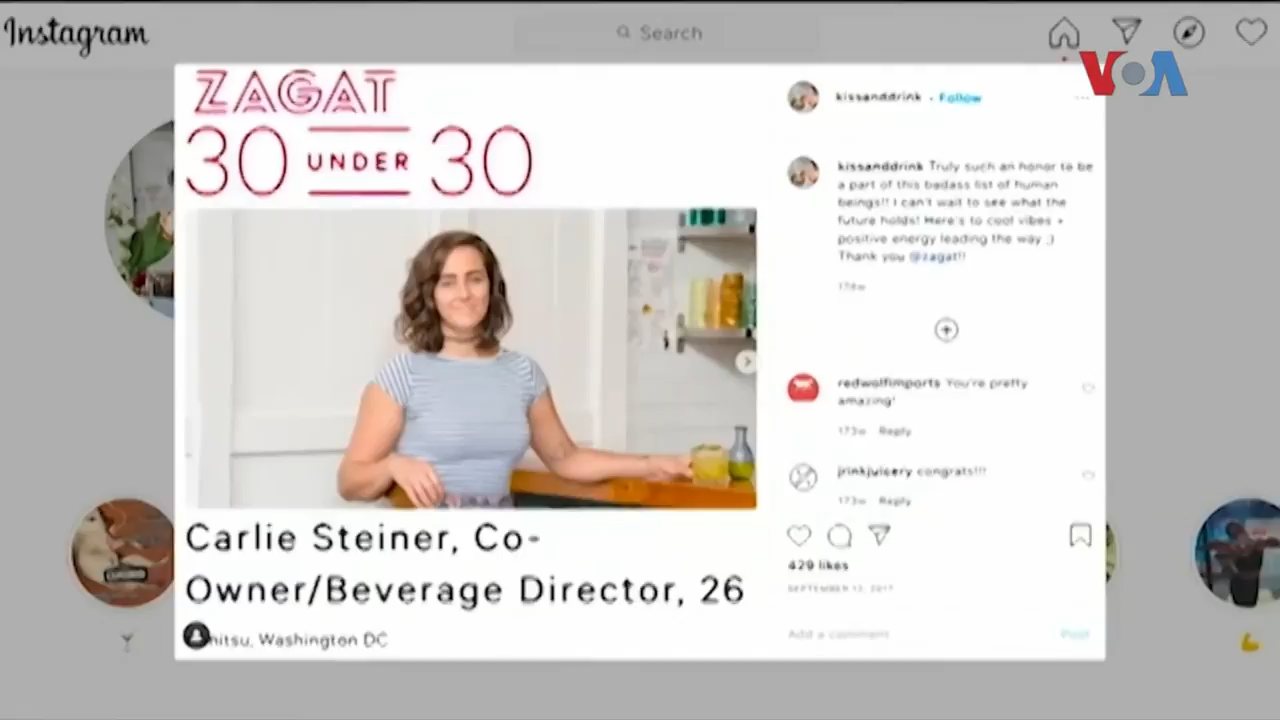 Instagram
Search
VOA
ZAGAT
30 UNDER 30
Carlie Steiner, Co-
Owner/Beverage Director, 26
nitsu, Washington DC
kissanddrink • Follow
kissanddrink Truly such an honor to be
a part of this badass list of human
beings!! I can't wait to see what the
future holds! Here's to cool vibes +
positive energy leading the way ;)
Thank you @zagat!!
redwolfimports You're pretty
amazing!
173w Reply
jrinkjuicery congrats!!!
173w Reply
429 likes
SEPTEMBER 13, 2017
Add a comment
Post